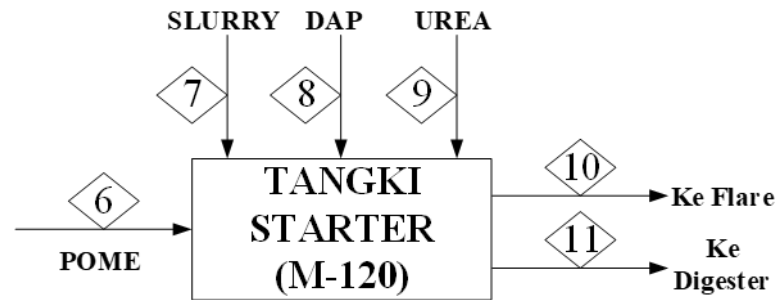 SLURRY DAP UREA
7 8 9
TANGKI
STARTER
(M-120)
6
POME
10
Ke Flare
11
Ke
Digester